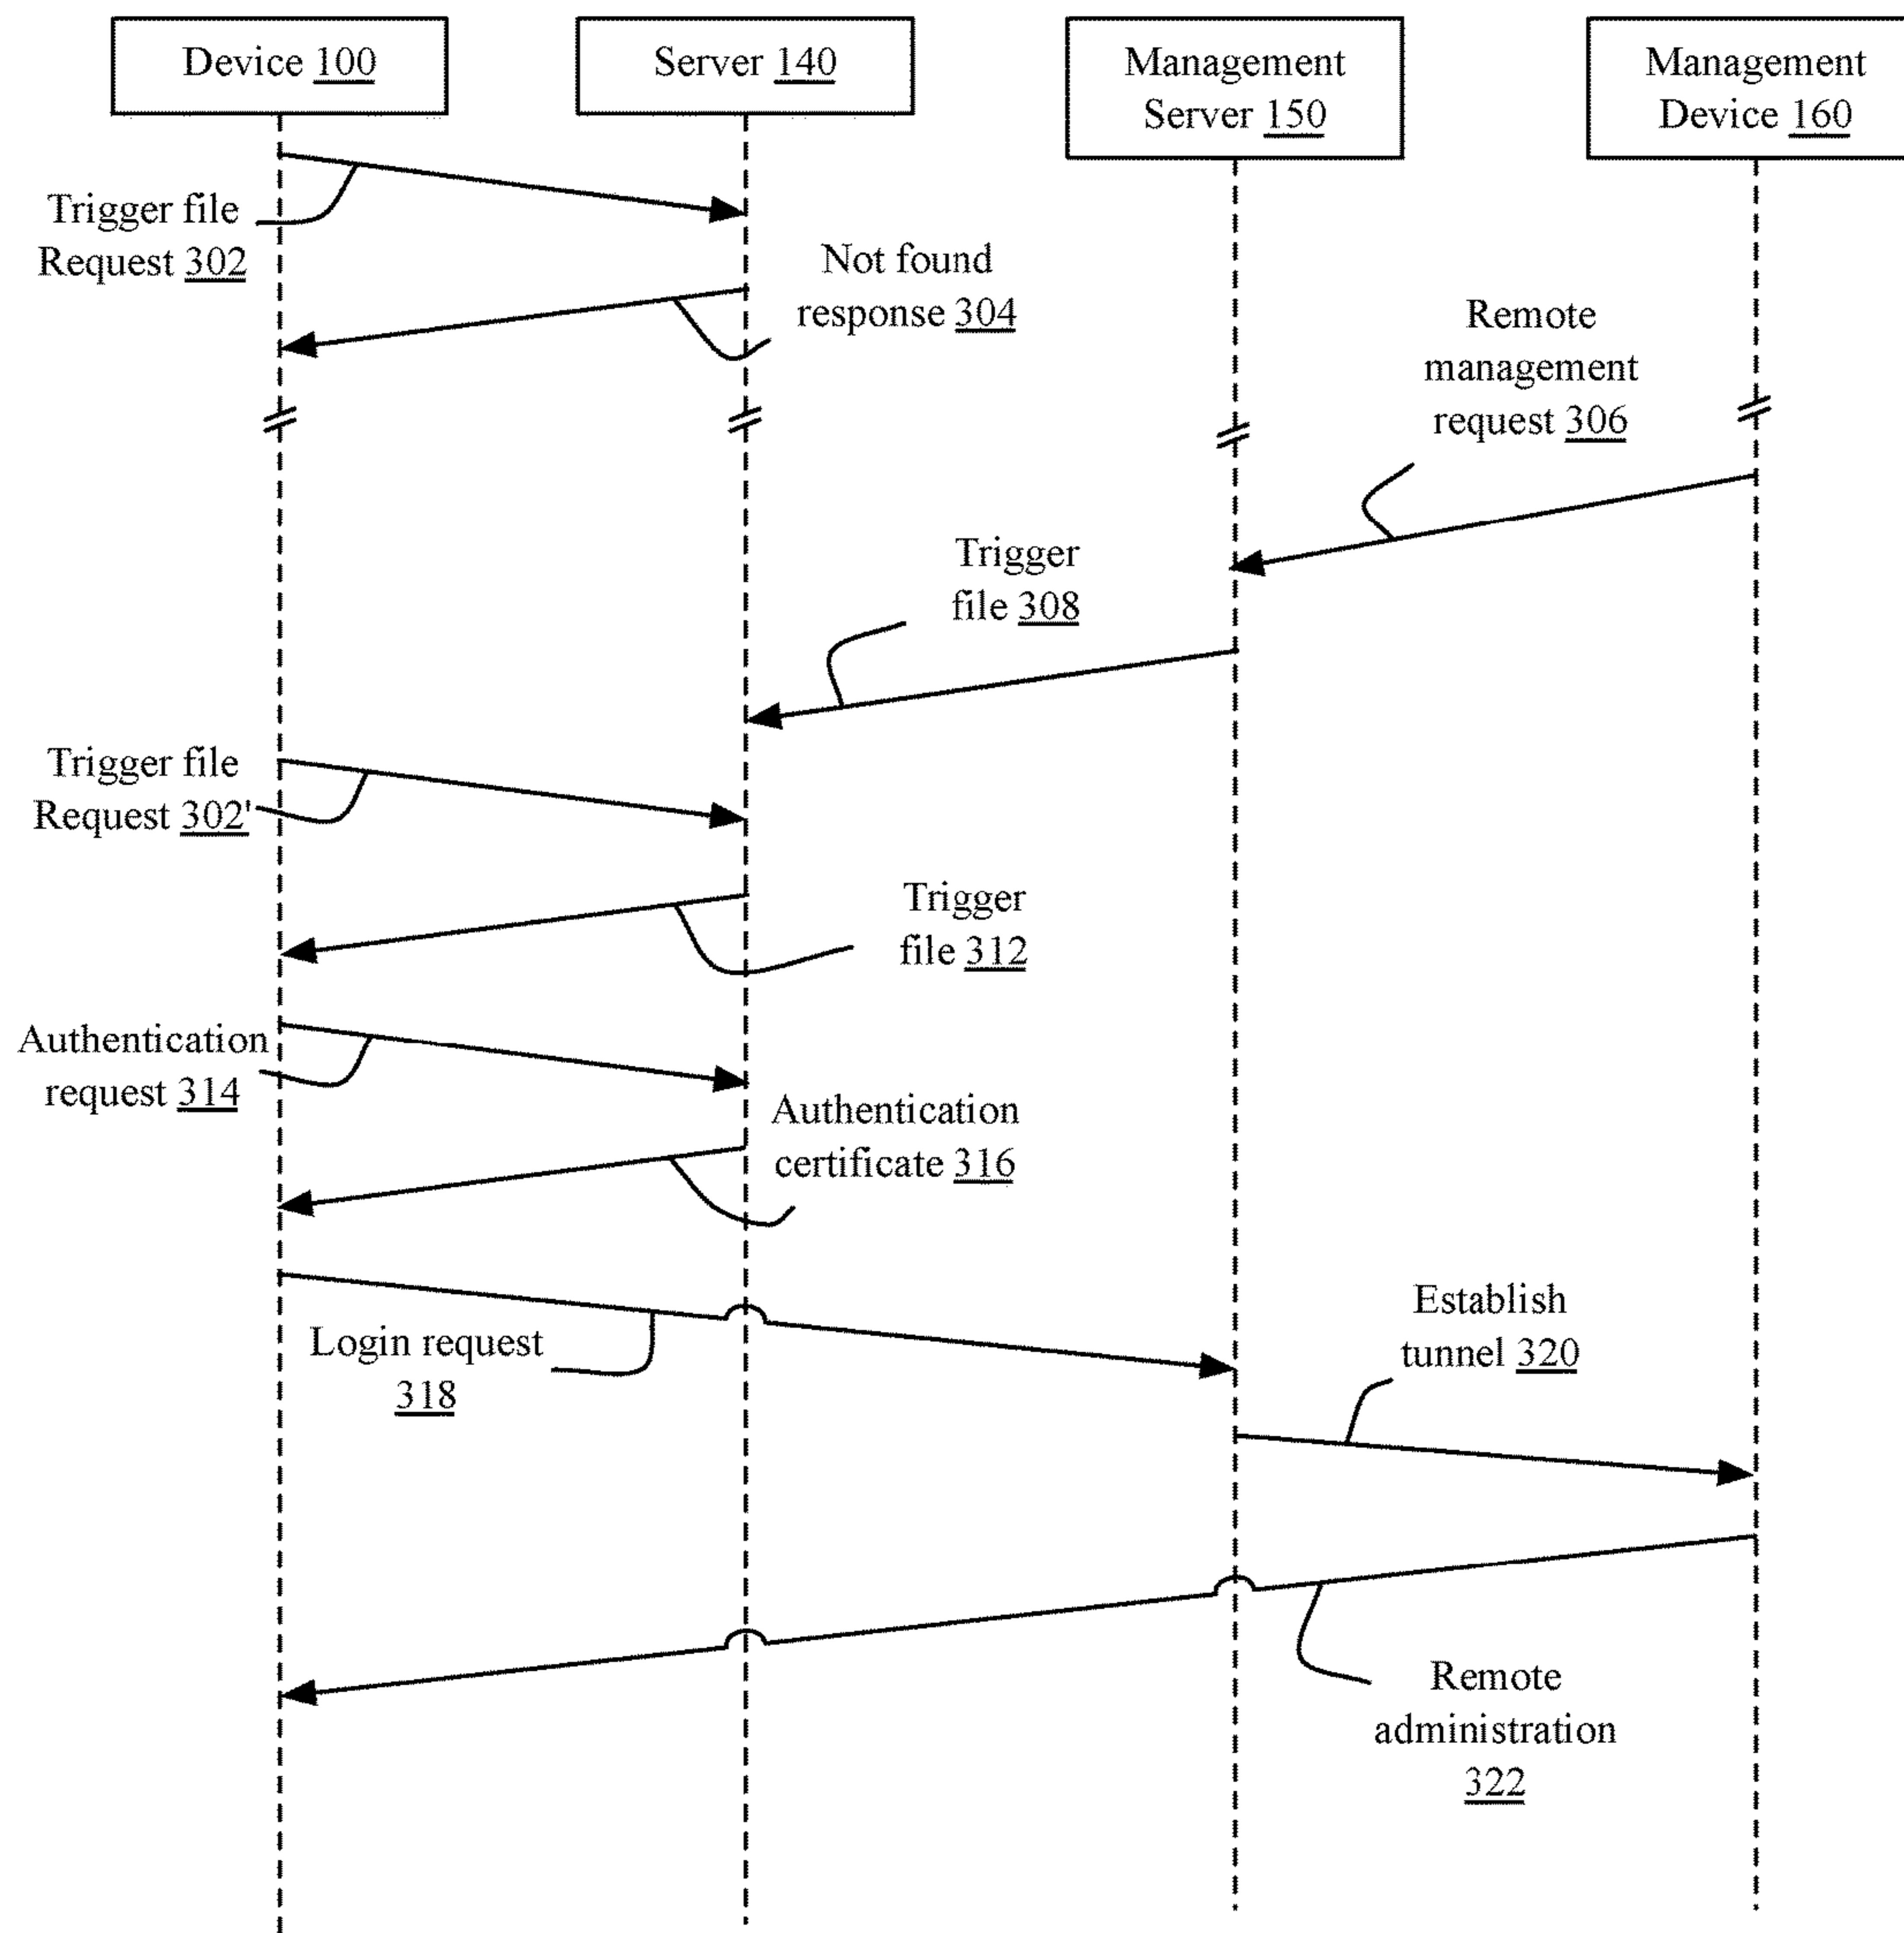 Device 100
Server 140
Management
Server 150
Management
Device 160
Trigger file
Request 302
Not found
response 304
Remote
management
request 306
Trigger
file 308
Trigger file
Request 302'
Trigger
file 312
Authentication
request 314
Authentication
certificate 316
Login request
318
Establish
tunnel 320
Remote
administration
322